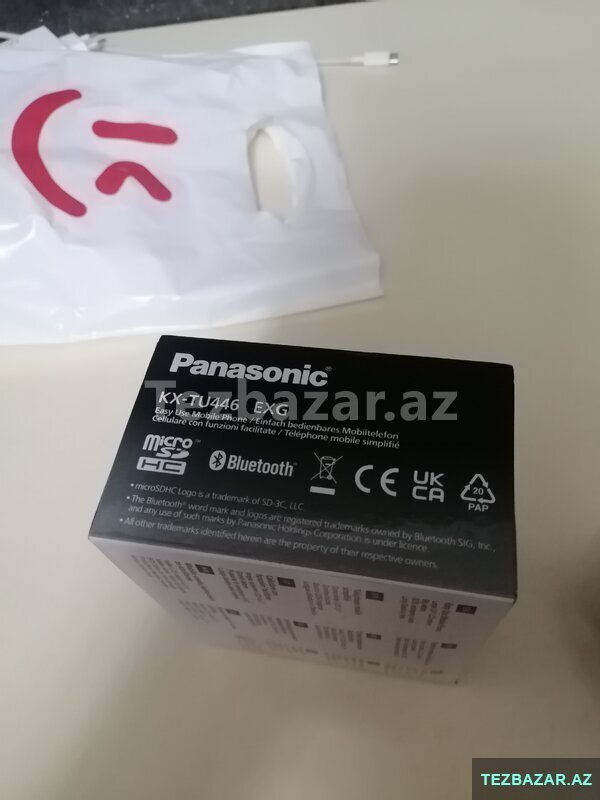 Panasonic®
KX-TU446 EXG
Tezbazar.az
Easy Use Mobile Phone / Einfach bedienbares Mobiltelefon
Cellulare con funzioni facilitate / Téléphone mobile simplifié
micro SD HC ™
Bluetooth®
CE
UK CA
20
PAP
• microSDHC Logo is a trademark of SD-3C, LLC.
• The Bluetooth® word mark and logos are registered trademarks owned by Bluetooth SIG, Inc.,
and any use of such marks by Panasonic Holdings Corporation is under licence.
• All other trademarks identified herein are the property of their respective owners.
TEZBAZAR.AZ